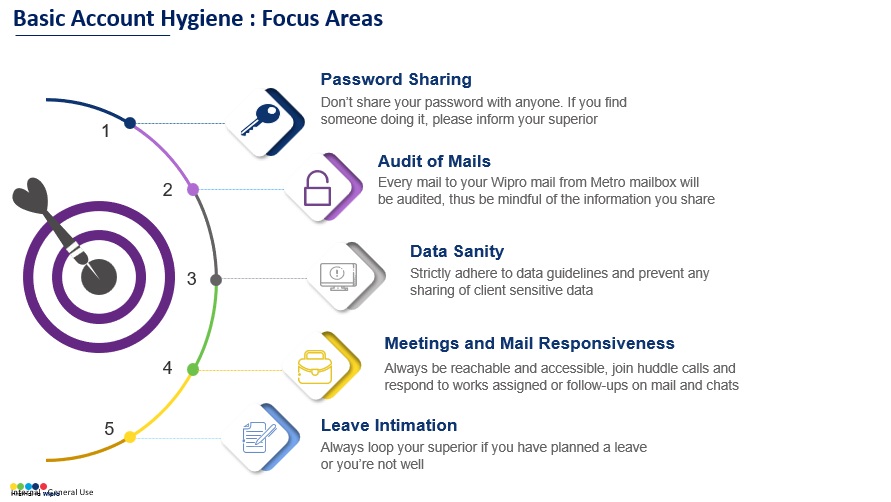 Basic Account Hygiene : Focus Areas
1
Password Sharing
Don't share your password with anyone. If you find
someone doing it, please inform your superior
2
Audit of Mails
Every mail to your Wipro mail from Metro mailbox will
be audited, thus be mindful of the information you share
3
Data Sanity
Strictly adhere to data guidelines and prevent any
sharing of client sensitive data
4
Meetings and Mail Responsiveness
Always be reachable and accessible, join huddle calls and
respond to works assigned or follow-ups on mail and chats
5
Leave Intimation
Always loop your superior if you have planned a leave
or you're not well
General Use